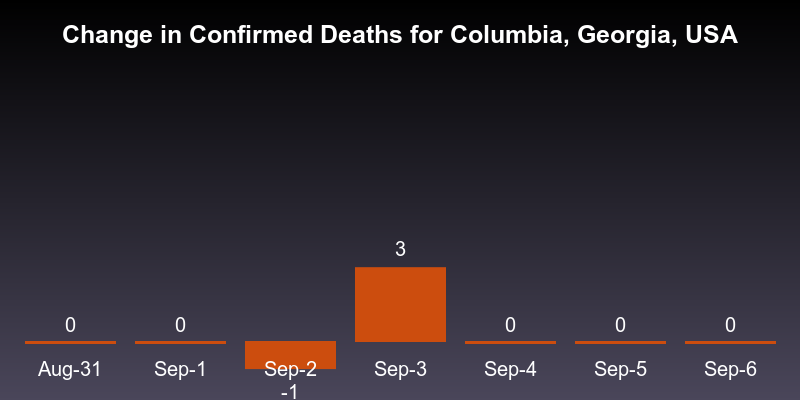 Change in Confirmed Deaths for Columbia, Georgia, USA
3
0 0 0 0 0
Aug-31 Sep-1 Sep-2 Sep-3 Sep-4 Sep-5 Sep-6
-1